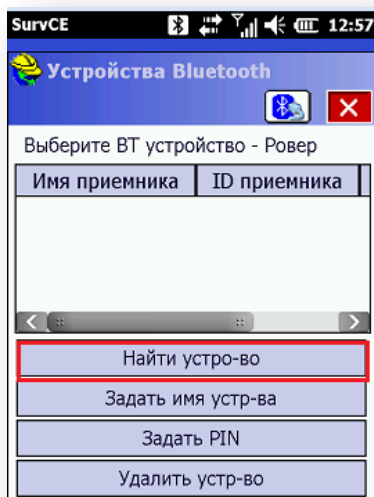 SurvCE 12:57
Устройства Bluetooth
Выберите BT устройство - Ровер
Имя приемника ID приемника
Найти устро-во
Задать имя устр-ва
Задать PIN
Удалить устр-во